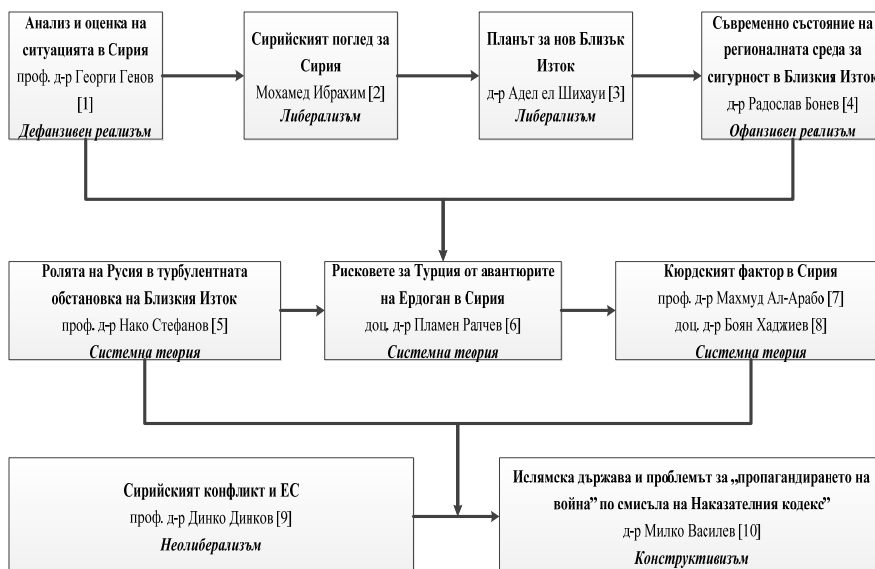 Анализ и оценка на
ситуацията в Сирия
проф. д-р Георги Генов
[1]
Дефанзивен реализъм
Сирийският поглед за
Сирия
Мохамед Ибрахим [2]
Либерализъм
Планът за нов Близък
Изток
д-р Адел ел Шихауи [3]
Либерализъм
Съвременно състояние на
регионалната среда за
сигурност в Близкия Изток
д-р Радослав Бонев [4]
Офанзивен реализъм
Ролята на Русия в турбулентната
обстановка на Близкия Изток
проф. д-р Нако Стефанов [5]
Системна теория
Рисковете за Турция от авантюрите
на Ердоган в Сирия
доц. д-р Пламен Ралчев [6]
Системна теория
Кюрдският фактор в Сирия
проф. д-р Махмуд Ал-Арабо [7]
доц. д-р Боян Хаджиев [8]
Системна теория
Сирийският конфликт и ЕС
проф. д-р Динко Динков [9]
Неолиберализъм
Ислямска държава и проблемът за „пропагандирането на
война” по смисъла на Наказателния кодекс”
д-р Милко Василев [10]
Конструктивизъм